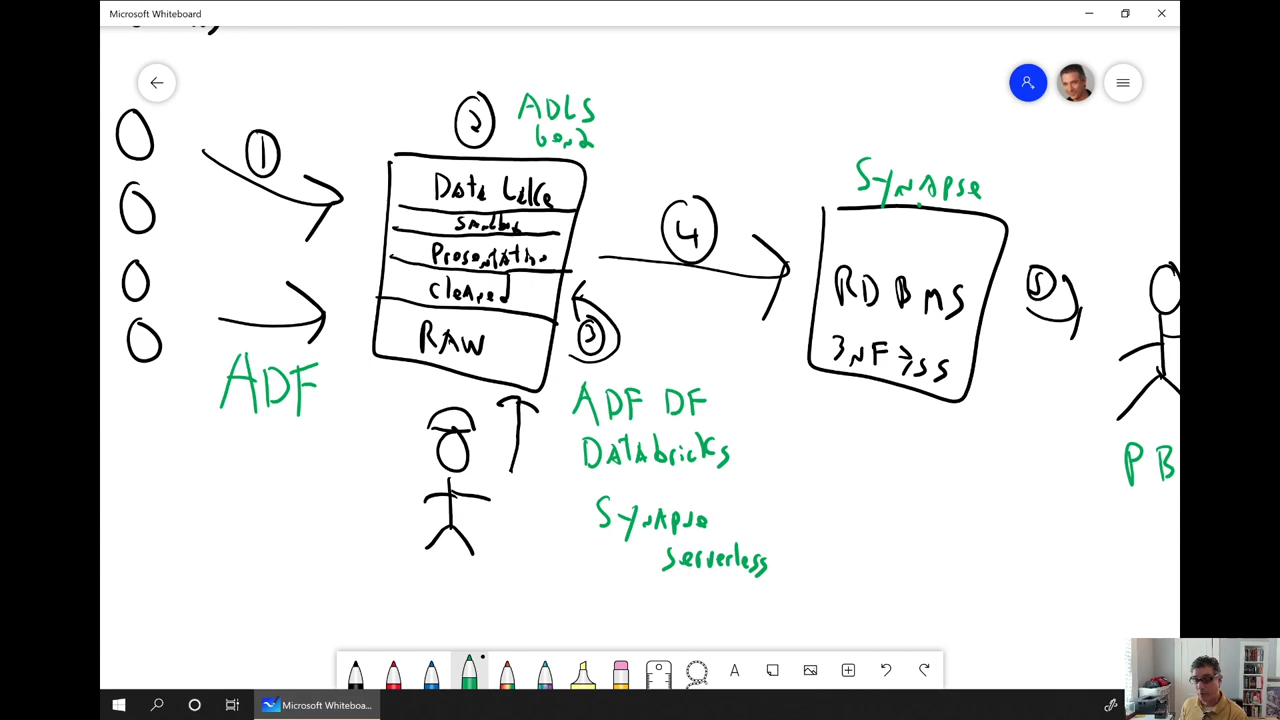 Microsoft Whiteboard
1
2
ADLS
Gen2
Data Lake
Sandbox
Presentation
Cleaned
RAW
3
4
Synapse
RDBMS
3NF → SS
5
ADF
ADF DF
Databricks
Synapse
serverless
PB
A
Microsoft Whiteboa...